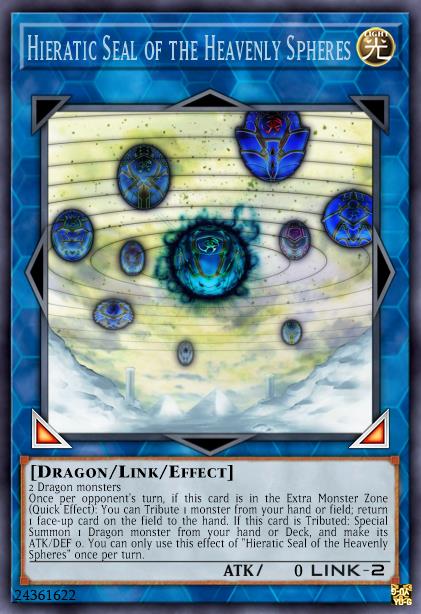 HIERATIC SEAL OF THE HEAVENLY SPHERES
LIGHT
光
[DRAGON/LINK/EFFECT]
2 Dragon monsters
Once per opponent's turn, if this card is in the Extra Monster Zone
(Quick Effect): You can Tribute 1 monster from your hand or field; return
1 face-up card on the field to the hand. If this card is Tributed: Special
Summon 1 Dragon monster from your hand or Deck, and make its
ATK/DEF 0. You can only use this effect of "Hieratic Seal of the Heavenly
Spheres" once per turn.
ATK/ 0 LINK-2
24361622